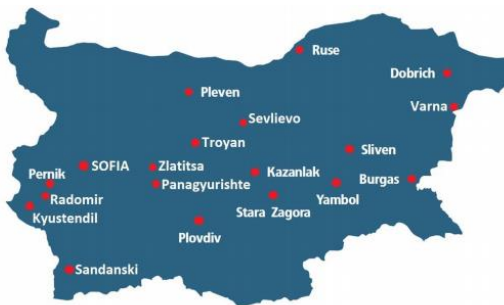 Ruse
Dobrich
Pleven
Varna
Sevlievo
Troyan
Sliven
SOFIA
Zlatitsa
Kazanlak
Pernik
Burgas
Panagyurishte
Yambol
Radomir
Stara Zagora
Kyustendil
Plovdiv
Sandanski